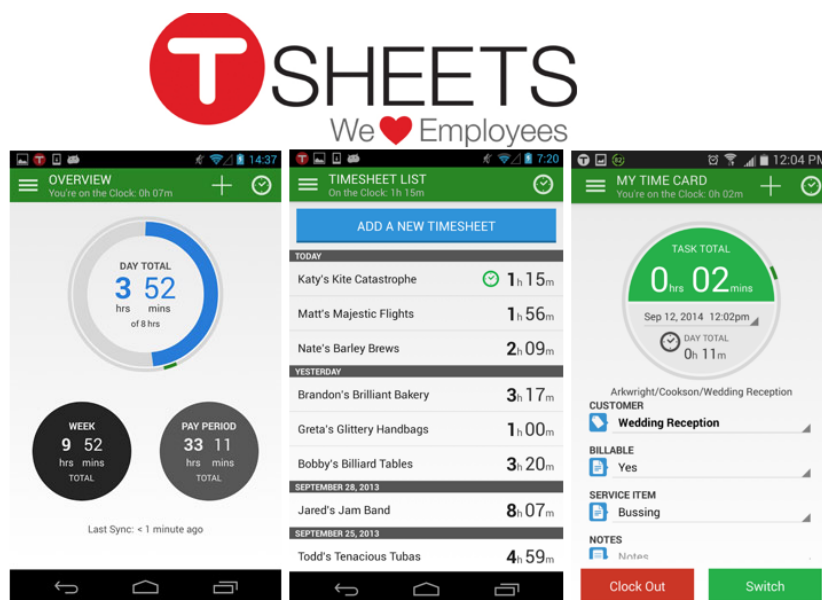 T SHEETS
We Employees
14:37
OVERVIEW
You're on the Clock: 0h 07m
DAY TOTAL
3 52
hrs mins
of 8 hrs
WEEK
9 52
hrs mins
TOTAL
PAY PERIOD
33 11
hrs mins
TOTAL
Last Sync: < 1 minute ago
7:20
TIMESHEET LIST
On the Clock: 1h 15m
ADD A NEW TIMESHEET
TODAY
Katy's Kite Catastrophe 1h 15m
Matt's Majestic Flights 1h 56m
Nate's Barley Brews 2h 09m
YESTERDAY
Brandon's Brilliant Bakery 3h 17m
Greta's Glittery Handbags 1h 00m
Bobby's Billiard Tables 3h 20m
SEPTEMBER 28, 2013
Jared's Jam Band 8h 07m
SEPTEMBER 25, 2013
Todd's Tenacious Tubas 4h 59m
12:04 PM
MY TIME CARD
You're on the Clock: 0h 02m
TASK TOTAL
0 hrs 02 mins
Sep 12, 2014 12:02pm
DAY TOTAL
0h 11m
Arkwright/Cookson/Wedding Reception
CUSTOMER
Wedding Reception
BILLABLE
Yes
SERVICE ITEM
Bussing
NOTES
Notes
Clock Out Switch